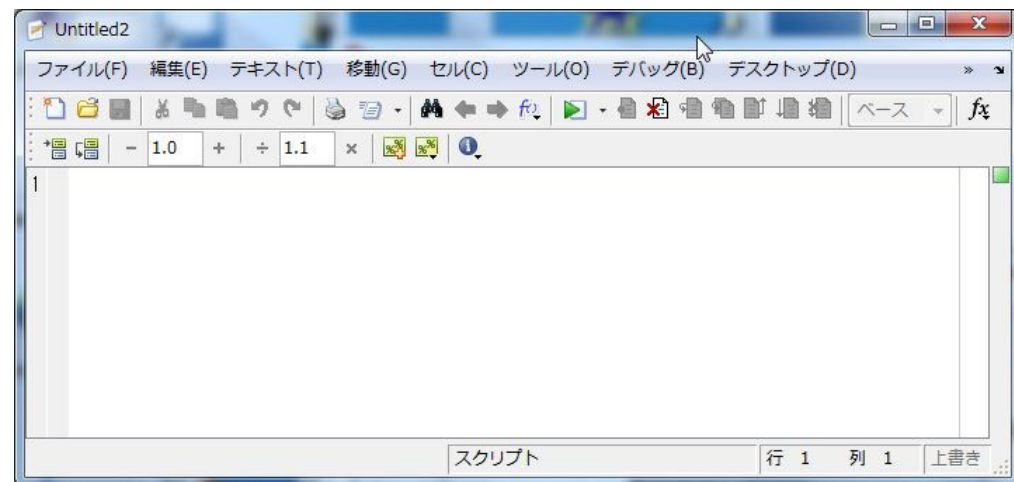 Untitled2
ファイル(F) 編集(E) テキスト(T) 移動(G) セル(C) ツール(O) デバッグ(B) デスクトップ(D) »
ベース fx
− 1.0 + ÷ 1.1 ×
1
スクリプト 行 1 列 1 上書き